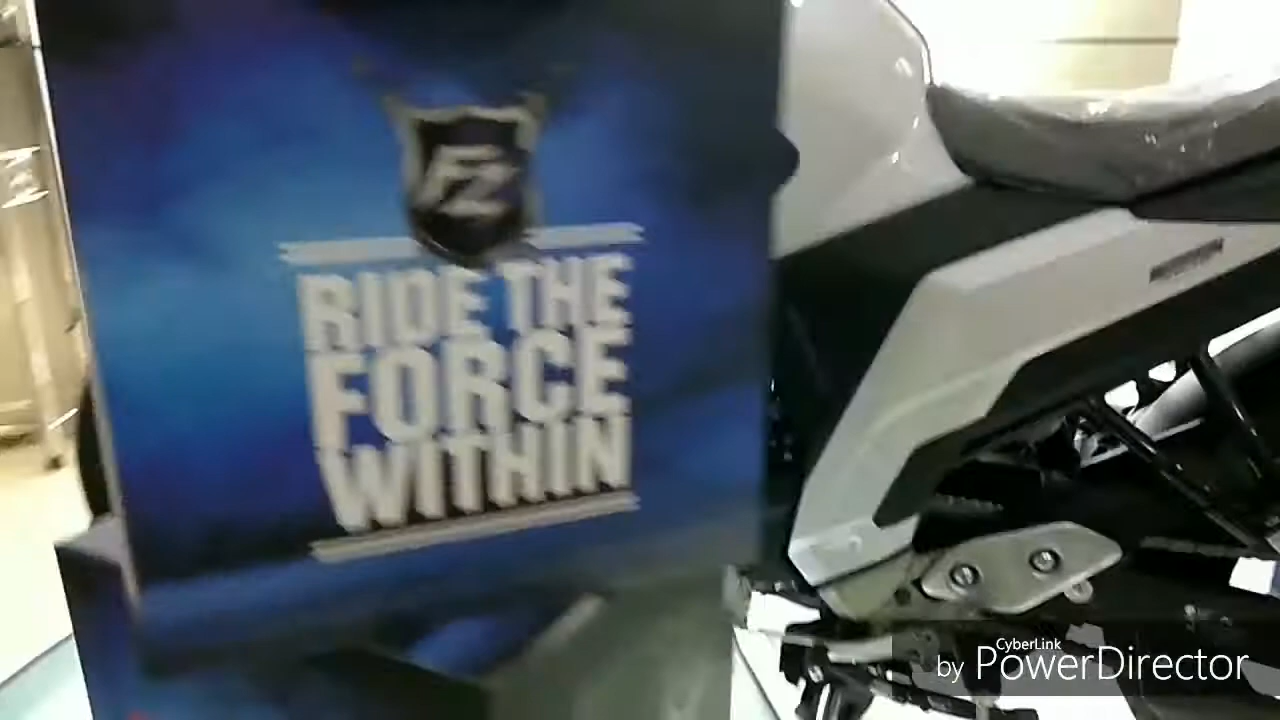 FZ
RIDE THE
FORCE
WITHIN
CyberLink
by PowerDirector